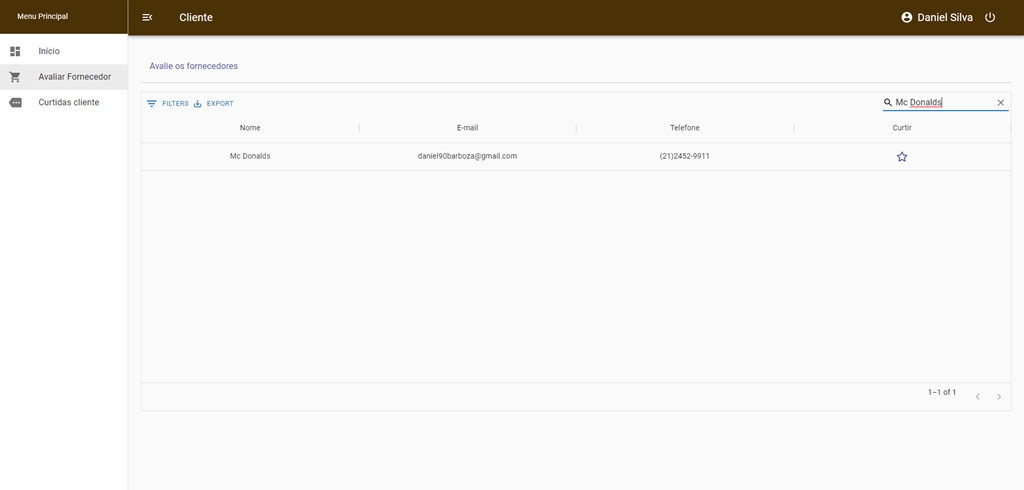 Menu Principal
Cliente
Daniel Silva
Início
Avaliar Fornecedor
Curtidas cliente
Avalie os fornecedores
FILTERS EXPORT
Mc Donalds
Nome E-mail Telefone Curtir
Mc Donalds daniel90barboza@gmail.com (21)2452-9911
1–1 of 1